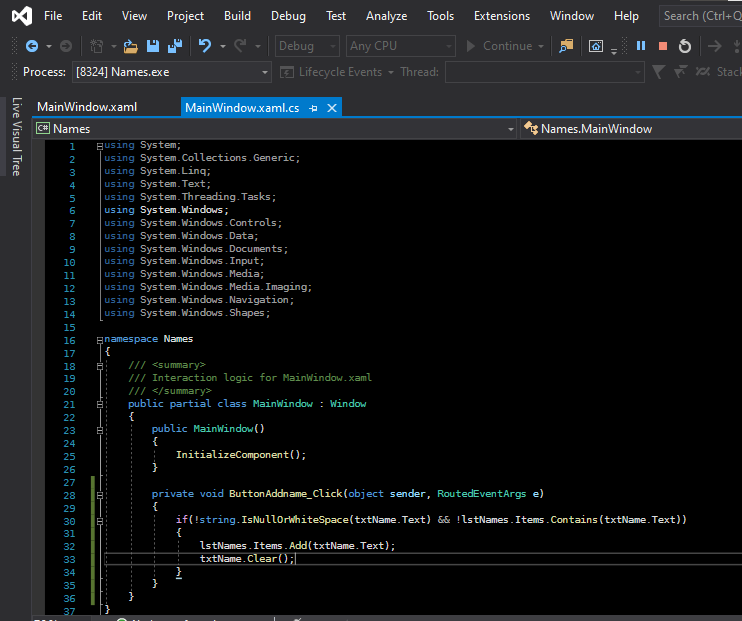 File Edit View Project Build Debug Test Analyze Tools Extensions Window Help Search (Ctrl+Q
Debug Any CPU Continue
Process: [8324] Names.exe Lifecycle Events Thread: Stack
Live Visual Tree
MainWindow.xaml MainWindow.xaml.cs
C# Names Names.MainWindow
1 using System;
2 using System.Collections.Generic;
3 using System.Linq;
4 using System.Text;
5 using System.Threading.Tasks;
6 using System.Windows;
7 using System.Windows.Controls;
8 using System.Windows.Data;
9 using System.Windows.Documents;
10 using System.Windows.Input;
11 using System.Windows.Media;
12 using System.Windows.Media.Imaging;
13 using System.Windows.Navigation;
14 using System.Windows.Shapes;
15
16 namespace Names
17 {
18 /// <summary>
19 /// Interaction logic for MainWindow.xaml
20 /// </summary>
21 public partial class MainWindow : Window
22 {
23 public MainWindow()
24 {
25 InitializeComponent();
26 }
27
28 private void ButtonAddname_Click(object sender, RoutedEventArgs e)
29 {
30 if(!string.IsNullOrWhiteSpace(txtName.Text) && !lstNames.Items.Contains(txtName.Text))
31 {
32 lstNames.Items.Add(txtName.Text);
33 txtName.Clear();
34 }
35 }
36 }
37 }